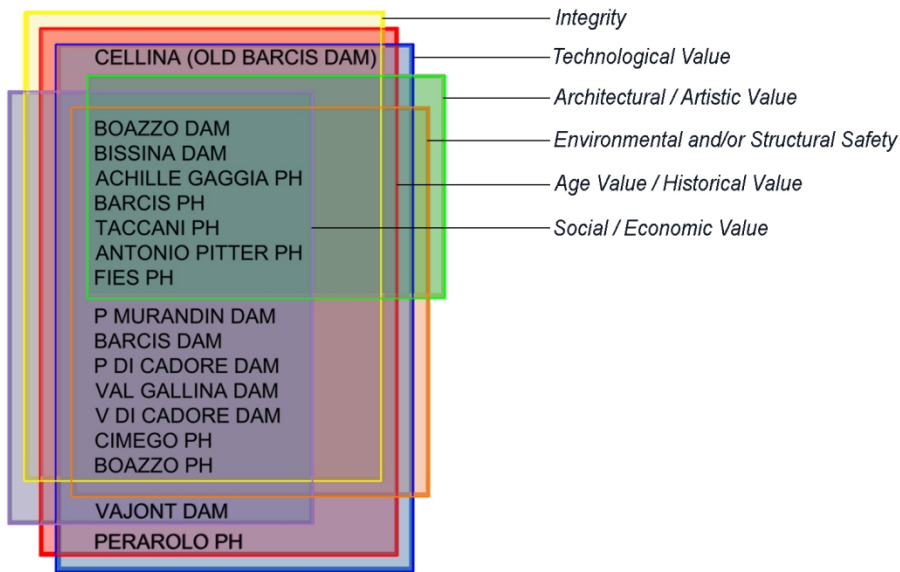 Integrity
CELLINA (OLD BARCIS DAM)
Technological Value
Architectural / Artistic Value
BOAZZO DAM
Environmental and/or Structural Safety
BISSINA DAM
ACHILLE GAGGIA PH
Age Value / Historical Value
BARCIS PH
TACCANI PH
Social / Economic Value
ANTONIO PITTER PH
FIES PH
P MURANDIN DAM
BARCIS DAM
P DI CADORE DAM
VAL GALLINA DAM
V DI CADORE DAM
CIMEGO PH
BOAZZO PH
VAJONT DAM
PERAROLO PH